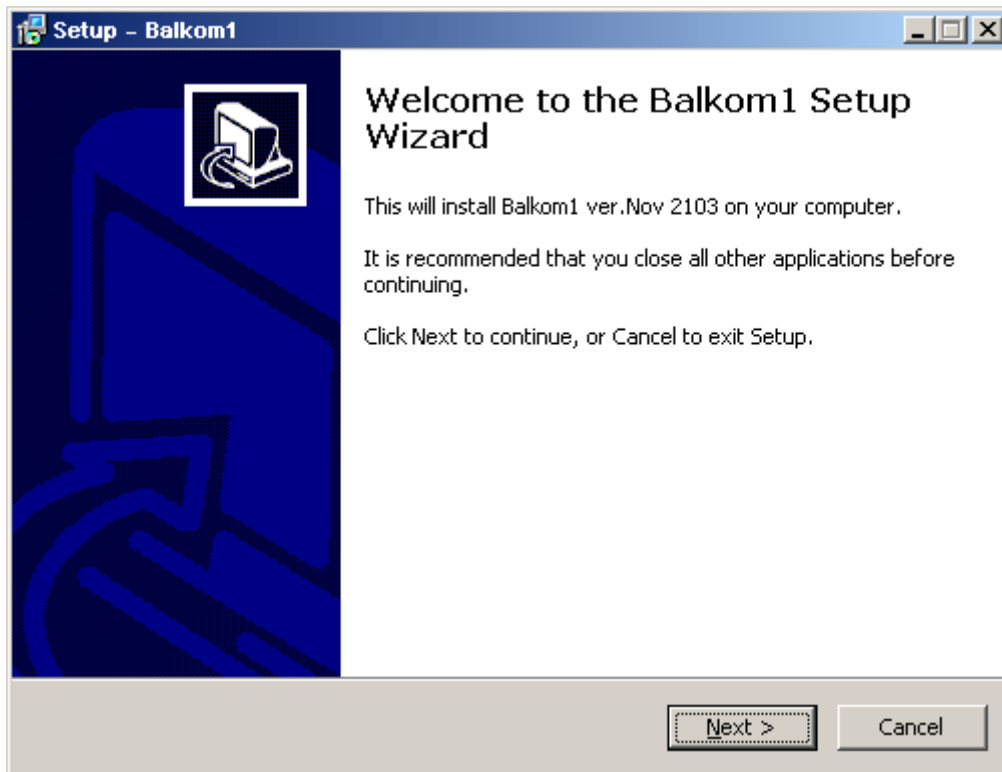 Setup - Balkom1
Welcome to the Balkom1 Setup
Wizard
This will install Balkom1 ver.Nov 2103 on your computer.
It is recommended that you close all other applications before
continuing.
Click Next to continue, or Cancel to exit Setup.
Next >
Cancel